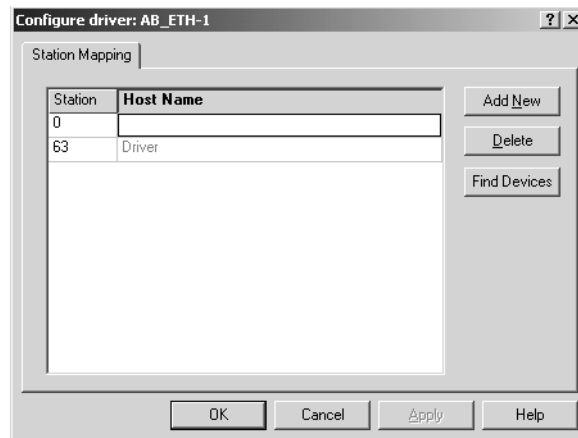 Configure driver: AB_ETH-1
Station Mapping
Station Host Name
0
63 Driver
Add New
Delete
Find Devices
OK Cancel Apply Help